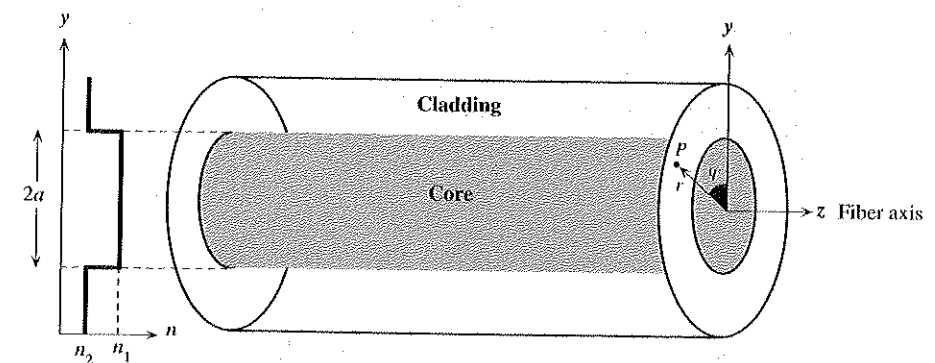 y
y
Cladding
p
φ
2a
Core
r
z Fiber axis
n
n₂ n₁